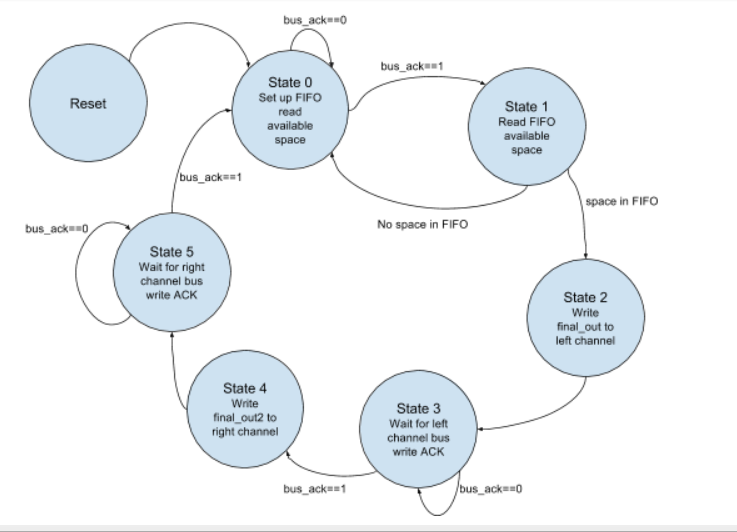 bus_ack==0
bus_ack==1
Reset
State 0
Set up FIFO
read
available
space
State 1
Read FIFO
available
space
bus_ack==1
space in FIFO
No space in FIFO
bus_ack==0
State 5
Wait for right
channel bus
write ACK
State 2
Write
final_out to
left channel
State 4
Write
final_out2 to
right channel
State 3
Wait for left
channel bus
write ACK
bus_ack==1
bus_ack==0